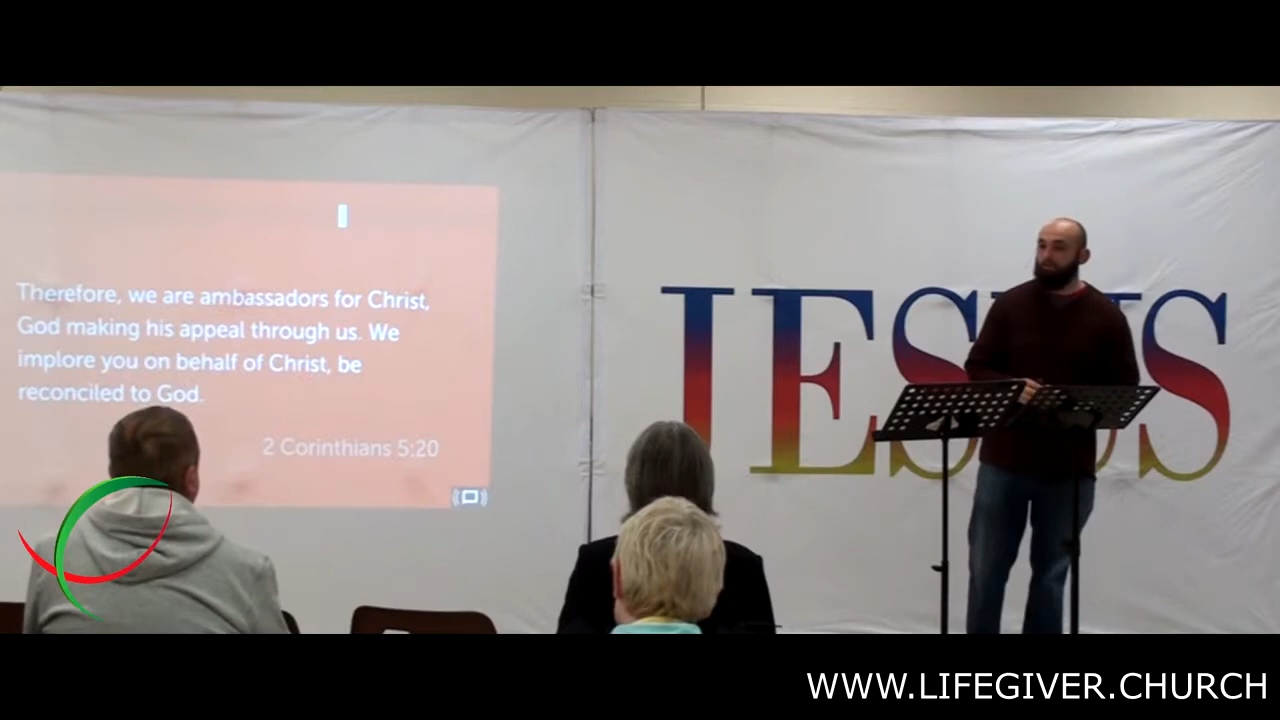 Therefore, we are ambassadors for Christ,
God making his appeal through us. We
implore you on behalf of Christ, be
reconciled to God.
2 Corinthians 5:20
JESUS
WWW.LIFEGIVER.CHURCH